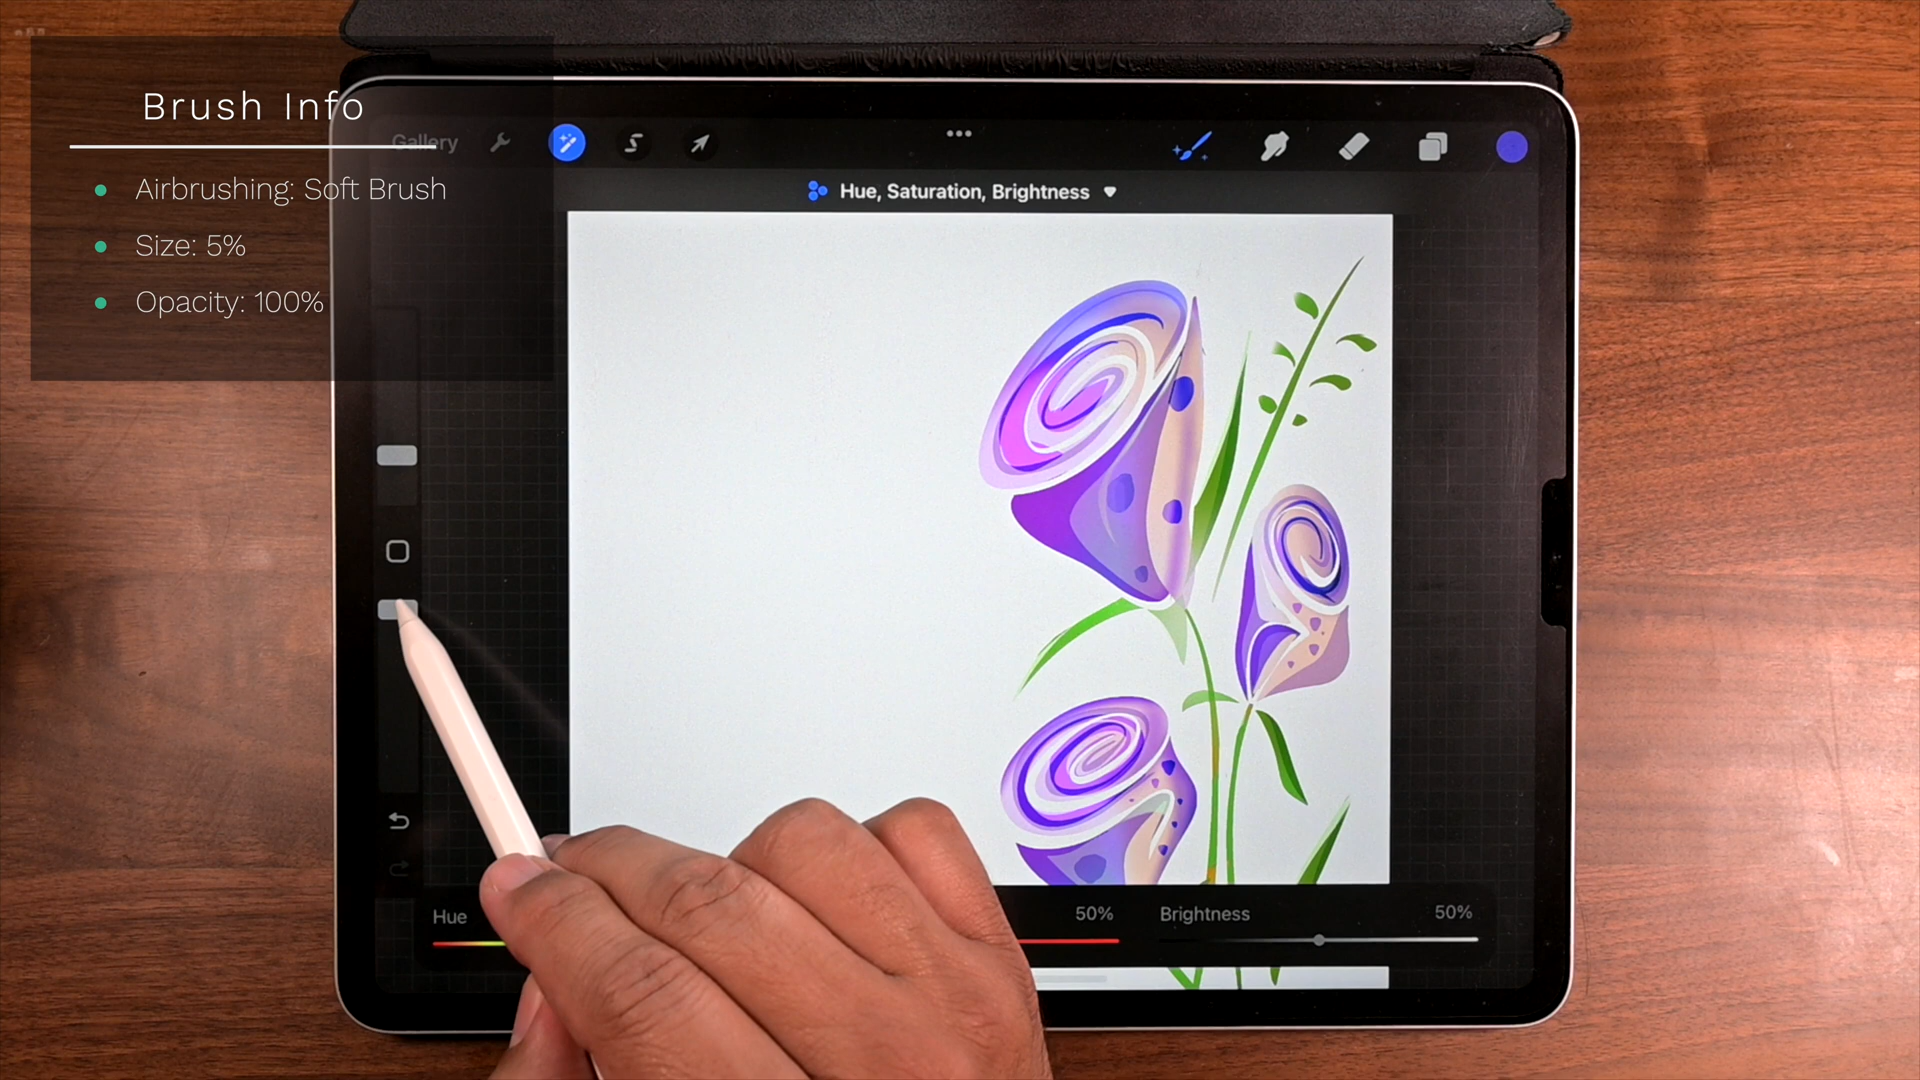 Brush Info
Airbrushing: Soft Brush
Size: 5%
Opacity: 100%
Gallery
Hue, Saturation, Brightness
Hue
50%
Brightness
50%